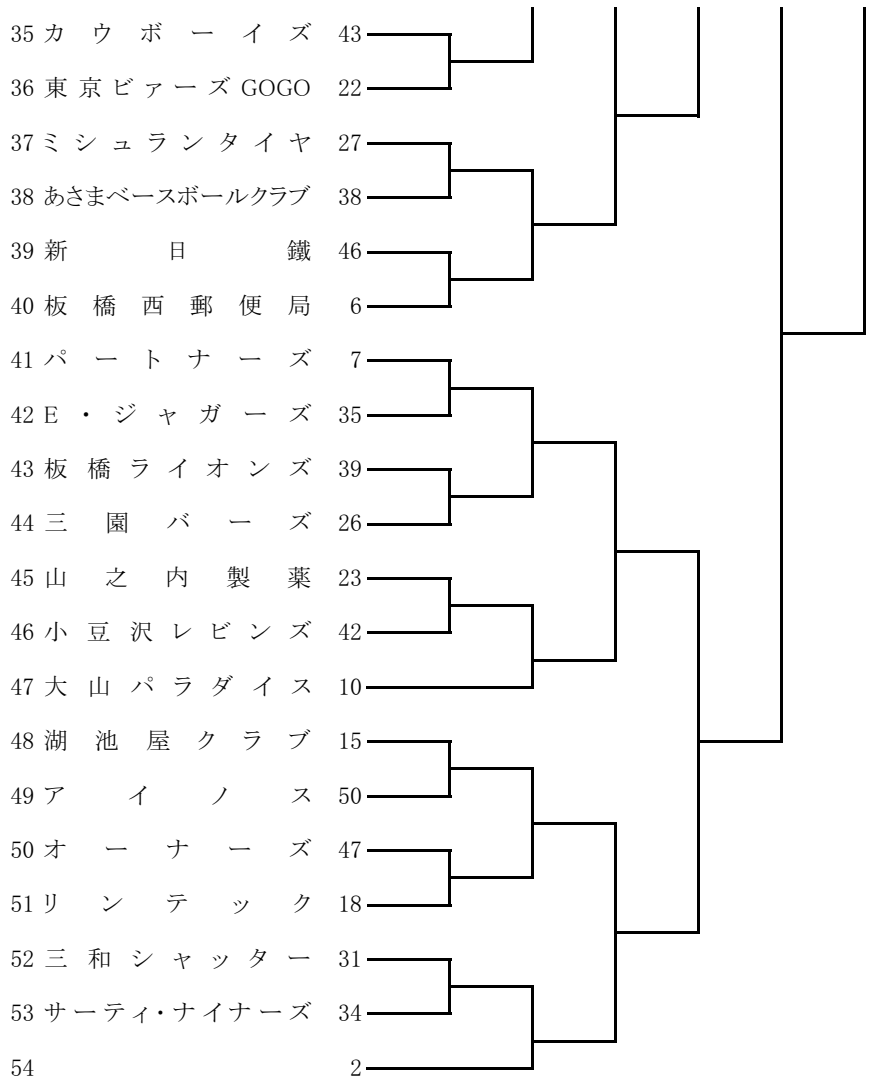 35 カウボーイズ 43
36 東京ビァーズGOGO 22
37 ミシュランタイヤ 27
38 あさまベースボールクラブ 38
39 新日鐵 46
40 板橋西郵便局 6
41 パートナーズ 7
42 E・ジャガーズ 35
43 板橋ライオンズ 39
44 三園バーズ 26
45 山之内製薬 23
46 小豆沢レビンズ 42
47 大山パラダイス 10
48 湖池屋クラブ 15
49 アイノス 50
50 オーナーズ 47
51 リンテック 18
52 三和シャッター 31
53 サーティ・ナイナーズ 34
54 2